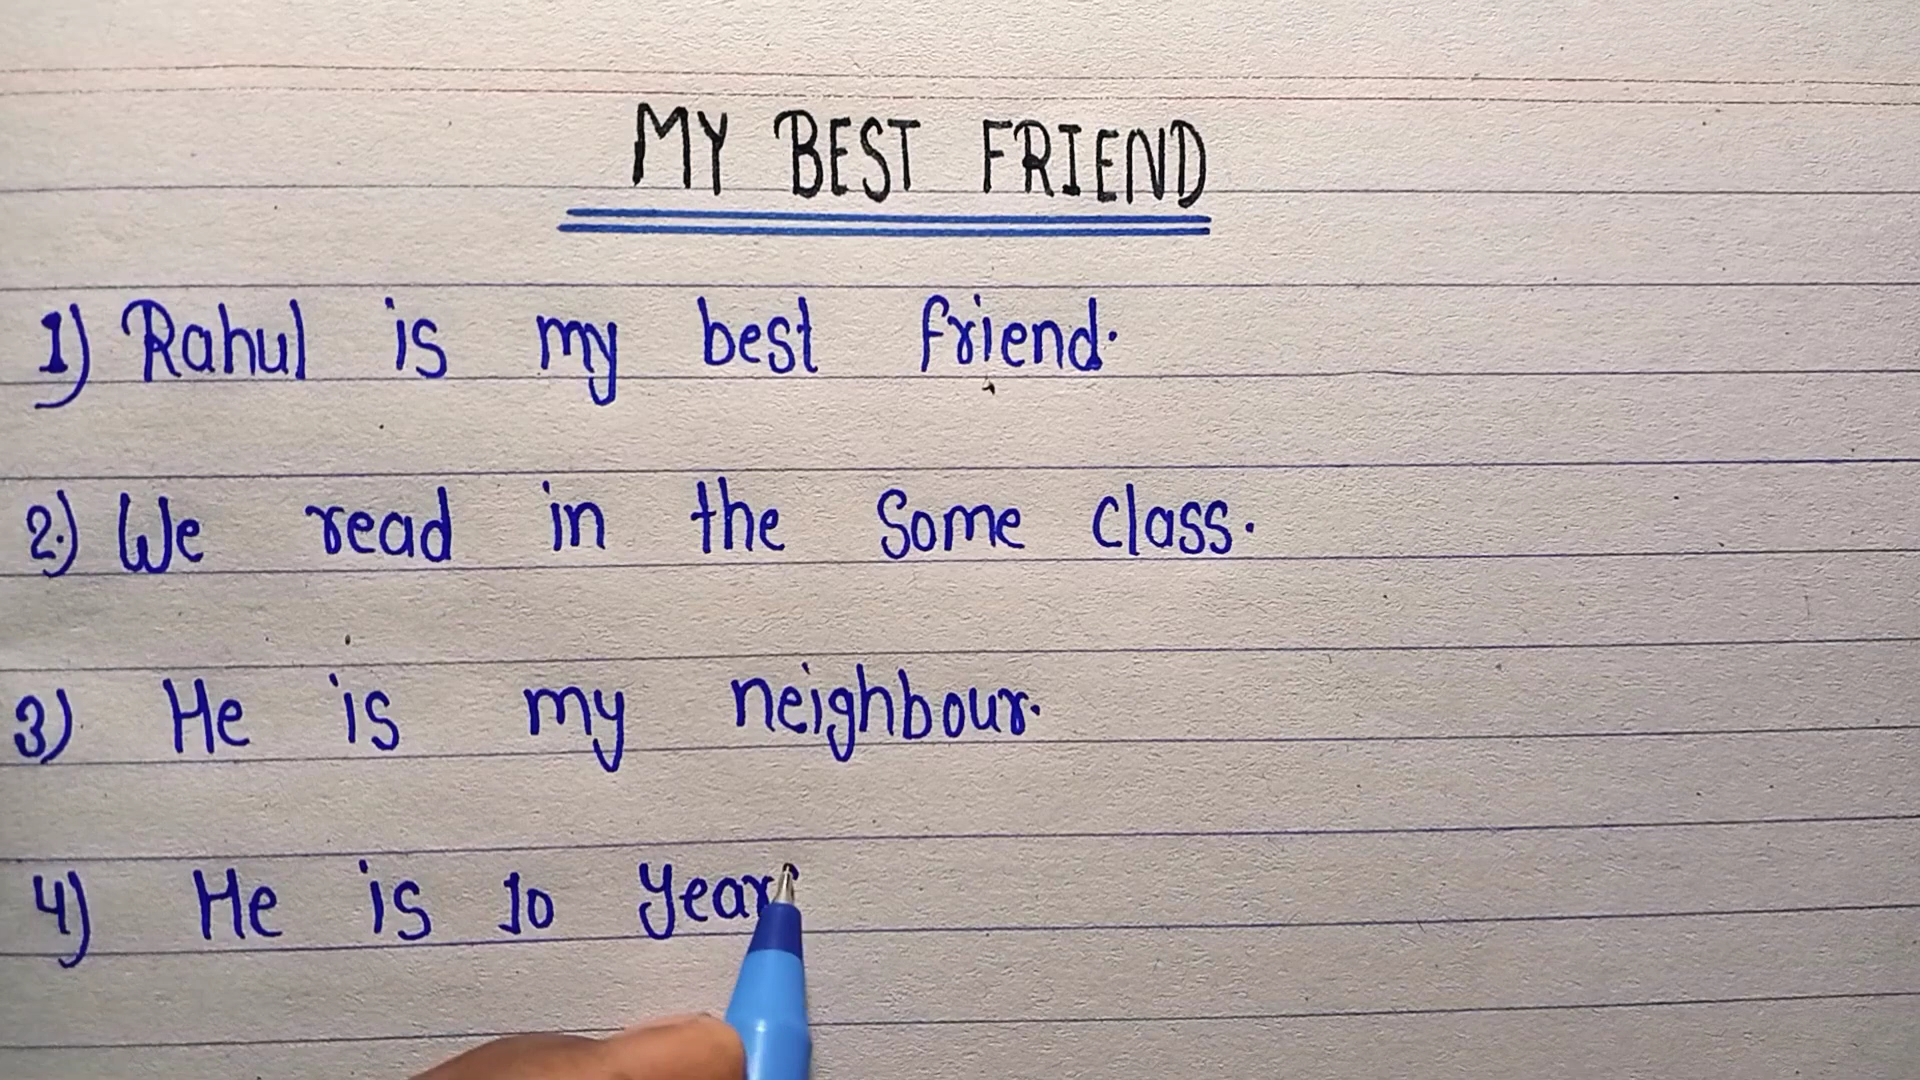 MY BEST FRIEND
1) Rahul is my best friend.
2.) We read in the Some class.
3) He is my neighbour.
4) He is 10 year